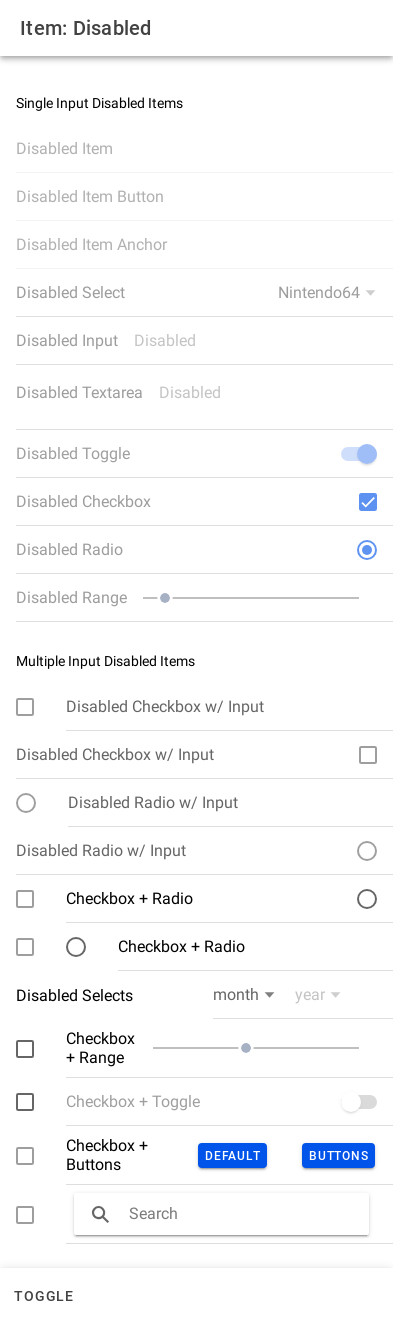 Item: Disabled
Single Input Disabled Items
Disabled Item
Disabled Item Button
Disabled Item Anchor
Disabled Select Nintendo64
Disabled Input Disabled
Disabled Textarea Disabled
Disabled Toggle
Disabled Checkbox
Disabled Radio
Disabled Range
Multiple Input Disabled Items
Disabled Checkbox w/ Input
Disabled Checkbox w/ Input
Disabled Radio w/ Input
Disabled Radio w/ Input
Checkbox + Radio
Checkbox + Radio
Disabled Selects month year
Checkbox
+ Range
Checkbox + Toggle
Checkbox +
Buttons
DEFAULT BUTTONS
Search
TOGGLE